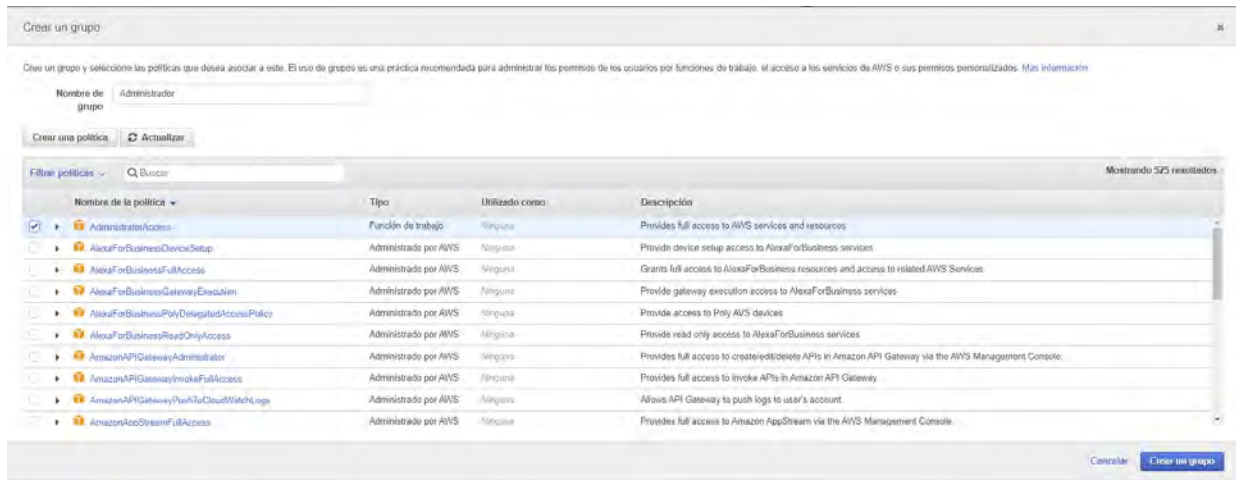 Crear un grupo
Cree un grupo y seleccione las políticas que desea asociar a este. El uso de grupos es una práctica recomendada para administrar los permisos de los usuarios por funciones de trabajo, el acceso a los servicios de AWS o sus permisos personalizados. Más información
Nombre de grupo Administrador
Crear una política Actualizar
Filtrar políticas Buscar Mostrando 525 resultados
Nombre de la política Tipo Utilizado como Descripción
AdministratorAccess Función de trabajo Ninguna Provides full access to AWS services and resources
AlexaForBusinessDeviceSetup Administrado por AWS Ninguna Provide device setup access to AlexaForBusiness services
AlexaForBusinessFullAccess Administrado por AWS Ninguna Grants full access to AlexaForBusiness resources and access to related AWS Services
AlexaForBusinessGatewayExecution Administrado por AWS Ninguna Provide gateway execution access to AlexaForBusiness services
AlexaForBusinessPolyDelegatedAccessPolicy Administrado por AWS Ninguna Provide access to Poly AVS devices
AlexaForBusinessReadOnlyAccess Administrado por AWS Ninguna Provide read only access to AlexaForBusiness services
AmazonAPIGatewayAdministrator Administrado por AWS Ninguna Provides full access to create/edit/delete APIs in Amazon API Gateway via the AWS Management Console.
AmazonAPIGatewayInvokeFullAccess Administrado por AWS Ninguna Provides full access to invoke APIs in Amazon API Gateway.
AmazonAPIGatewayPushToCloudWatchLogs Administrado por AWS Ninguna Allows API Gateway to push logs to user's account.
AmazonAppStreamFullAccess Administrado por AWS Ninguna Provides full access to Amazon AppStream via the AWS Management Console.
Cancelar Crear un grupo